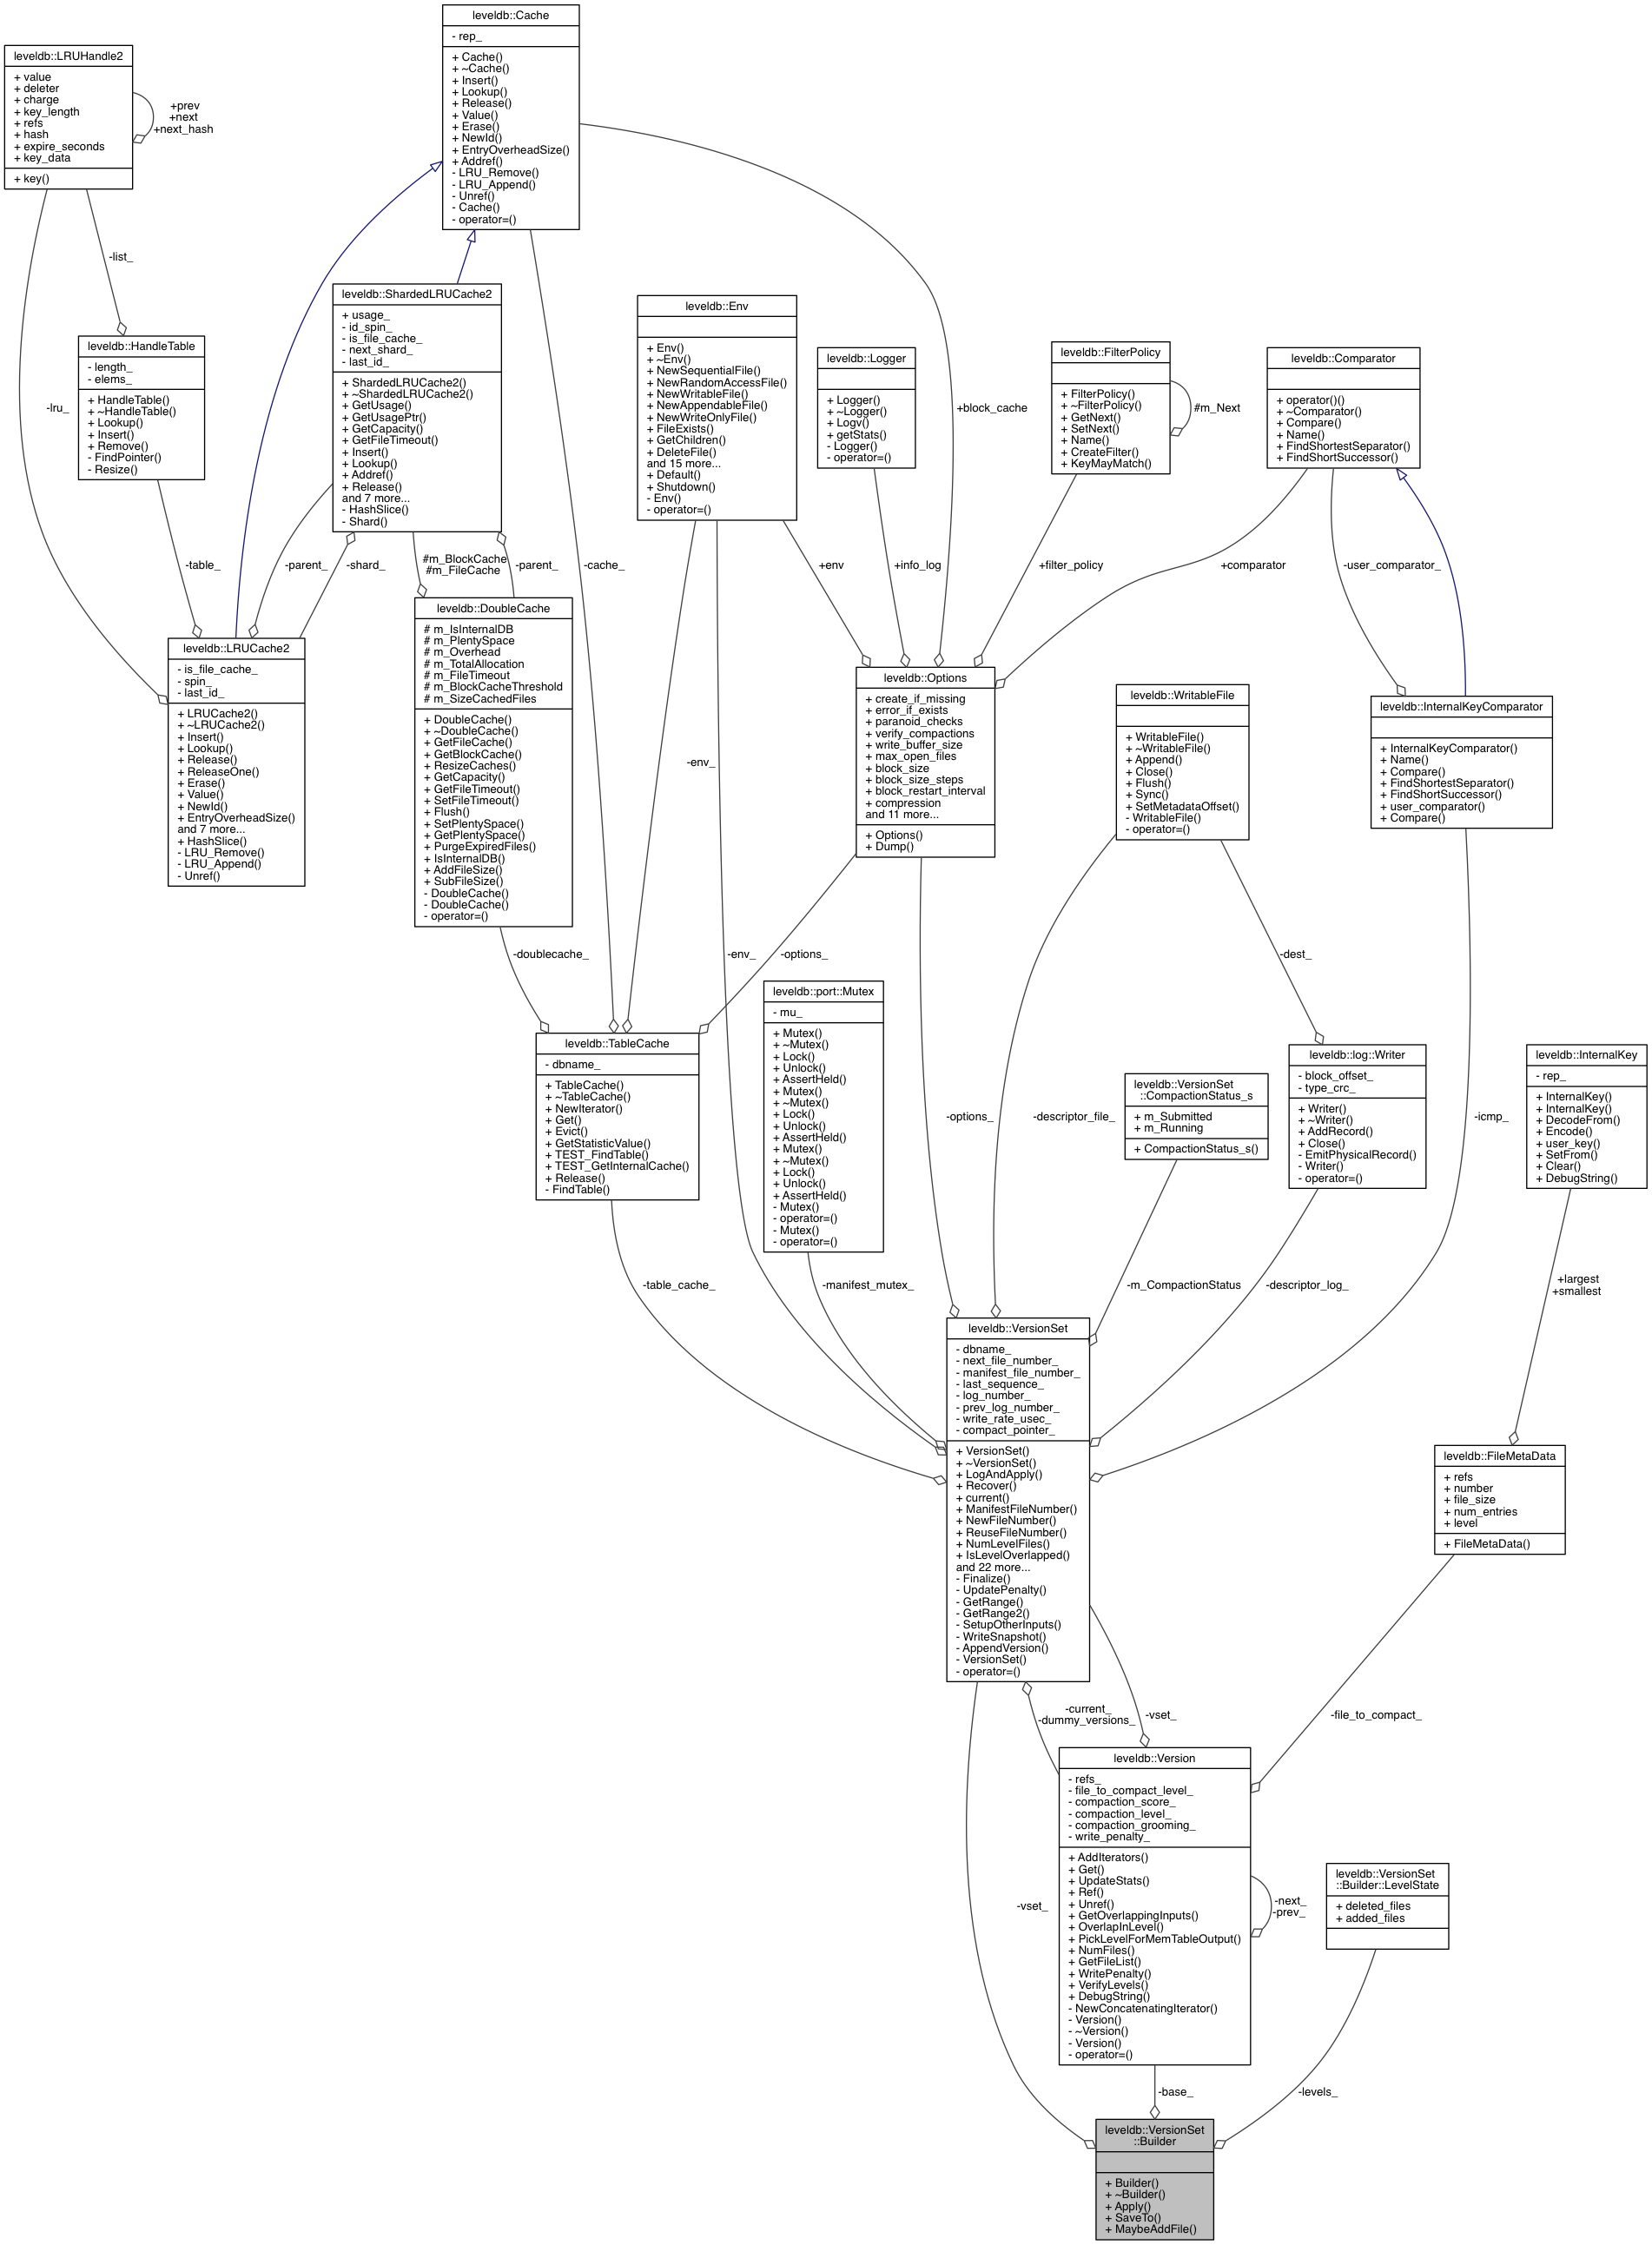 leveldb::Cache
- rep_
+ Cache()
+ ~Cache()
+ Insert()
+ Lookup()
+ Release()
+ Value()
+ Erase()
+ NewId()
+ EntryOverheadSize()
+ Addref()
- LRU_Remove()
- LRU_Append()
- Unref()
- Cache()
- operator=()
leveldb::LRUHandle2
+ value
+ deleter
+ charge
+ key_length
+ refs
+ hash
+ expire_seconds
+ key_data
+ key()
+prev
+next
+next_hash
-list_
leveldb::HandleTable
- length_
- elems_
+ HandleTable()
+ ~HandleTable()
+ Lookup()
+ Insert()
+ Remove()
- FindPointer()
- Resize()
leveldb::ShardedLRUCache2
+ usage_
- id_spin_
- is_file_cache_
- next_shard_
- last_id_
+ ShardedLRUCache2()
+ ~ShardedLRUCache2()
+ GetUsage()
+ GetUsagePtr()
+ GetCapacity()
+ GetFileTimeout()
+ Insert()
+ Lookup()
+ Addref()
+ Release()
and 7 more...
- HashSlice()
- Shard()
leveldb::Env
+ Env()
+ ~Env()
+ NewSequentialFile()
+ NewRandomAccessFile()
+ NewWritableFile()
+ NewAppendableFile()
+ NewWriteOnlyFile()
+ FileExists()
+ GetChildren()
+ DeleteFile()
and 15 more...
+ Default()
+ Shutdown()
- Env()
- operator=()
leveldb::Logger
+ Logger()
+ ~Logger()
+ Logv()
+ getStats()
- Logger()
- operator=()
+block_cache
leveldb::FilterPolicy
+ FilterPolicy()
+ ~FilterPolicy()
+ GetNext()
+ SetNext()
+ Name()
+ CreateFilter()
+ KeyMayMatch()
#m_Next
leveldb::Comparator
+ operator()()
+ ~Comparator()
+ Compare()
+ Name()
+ FindShortestSeparator()
+ FindShortSuccessor()
-lru_
-table_
-parent_
-shard_
#m_BlockCache
#m_FileCache
-parent_
-cache_
+env
+info_log
+filter_policy
+comparator
-user_comparator_
leveldb::LRUCache2
- is_file_cache_
- spin_
- last_id_
+ LRUCache2()
+ ~LRUCache2()
+ Insert()
+ Lookup()
+ Release()
+ ReleaseOne()
+ Erase()
+ Value()
+ NewId()
+ EntryOverheadSize()
and 7 more...
+ HashSlice()
- LRU_Remove()
- LRU_Append()
- Unref()
leveldb::DoubleCache
# m_IsInternalDB
# m_PlentySpace
# m_Overhead
# m_TotalAllocation
# m_FileTimeout
# m_BlockCacheThreshold
# m_SizeCachedFiles
+ DoubleCache()
+ ~DoubleCache()
+ GetFileCache()
+ GetBlockCache()
+ ResizeCaches()
+ GetCapacity()
+ GetFileTimeout()
+ SetFileTimeout()
+ Flush()
+ SetPlentySpace()
+ GetPlentySpace()
+ PurgeExpiredFiles()
+ IsInternalDB()
+ AddFileSize()
+ SubFileSize()
- DoubleCache()
- DoubleCache()
- operator=()
-env_
leveldb::Options
+ create_if_missing
+ error_if_exists
+ paranoid_checks
+ verify_compactions
+ write_buffer_size
+ max_open_files
+ block_size
+ block_size_steps
+ block_restart_interval
+ compression
and 11 more...
+ Options()
+ Dump()
leveldb::WritableFile
+ WritableFile()
+ ~WritableFile()
+ Append()
+ Close()
+ Flush()
+ Sync()
+ SetMetadataOffset()
- WritableFile()
- operator=()
leveldb::InternalKeyComparator
+ InternalKeyComparator()
+ Name()
+ Compare()
+ FindShortestSeparator()
+ FindShortSuccessor()
+ user_comparator()
+ Compare()
-doublecache_
-env_
-options_
-dest_
leveldb::port::Mutex
- mu_
+ Mutex()
+ ~Mutex()
+ Lock()
+ Unlock()
+ AssertHeld()
+ Mutex()
+ ~Mutex()
+ Lock()
+ Unlock()
+ AssertHeld()
+ Mutex()
+ ~Mutex()
+ Lock()
+ Unlock()
+ AssertHeld()
- Mutex()
- operator=()
- Mutex()
- operator=()
leveldb::TableCache
- dbname_
+ TableCache()
+ ~TableCache()
+ NewIterator()
+ Get()
+ Evict()
+ GetStatisticValue()
+ TEST_FindTable()
+ TEST_GetInternalCache()
+ Release()
- FindTable()
-options_
-descriptor_file_
leveldb::VersionSet
::CompactionStatus_s
+ m_Submitted
+ m_Running
+ CompactionStatus_s()
leveldb::log::Writer
- block_offset_
- type_crc_
+ Writer()
+ ~Writer()
+ AddRecord()
+ Close()
- EmitPhysicalRecord()
- Writer()
- operator=()
-icmp_
leveldb::InternalKey
- rep_
+ InternalKey()
+ InternalKey()
+ DecodeFrom()
+ Encode()
+ user_key()
+ SetFrom()
+ Clear()
+ DebugString()
-table_cache_
-manifest_mutex_
-m_CompactionStatus
-descriptor_log_
+largest
+smallest
leveldb::VersionSet
- dbname_
- next_file_number_
- manifest_file_number_
- last_sequence_
- log_number_
- prev_log_number_
- write_rate_usec_
- compact_pointer_
+ VersionSet()
+ ~VersionSet()
+ LogAndApply()
+ Recover()
+ current()
+ ManifestFileNumber()
+ NewFileNumber()
+ ReuseFileNumber()
+ NumLevelFiles()
+ IsLevelOverlapped()
and 22 more...
- Finalize()
- UpdatePenalty()
- GetRange()
- GetRange2()
- SetupOtherInputs()
- WriteSnapshot()
- AppendVersion()
- VersionSet()
- operator=()
leveldb::FileMetaData
+ refs
+ number
+ file_size
+ num_entries
+ level
+ FileMetaData()
-current_
-dummy_versions_
-vset_
-file_to_compact_
leveldb::Version
- refs_
- file_to_compact_level_
- compaction_score_
- compaction_level_
- compaction_grooming_
- write_penalty_
+ AddIterators()
+ Get()
+ UpdateStats()
+ Ref()
+ Unref()
+ GetOverlappingInputs()
+ OverlapInLevel()
+ PickLevelForMemTableOutput()
+ NumFiles()
+ GetFileList()
+ WritePenalty()
+ VerifyLevels()
+ DebugString()
- NewConcatenatingIterator()
- Version()
- ~Version()
- Version()
- operator=()
-next_
-prev_
leveldb::VersionSet
::Builder::LevelState
+ deleted_files
+ added_files
-vset_
-base_
-levels_
leveldb::VersionSet
::Builder
+ Builder()
+ ~Builder()
+ Apply()
+ SaveTo()
+ MaybeAddFile()